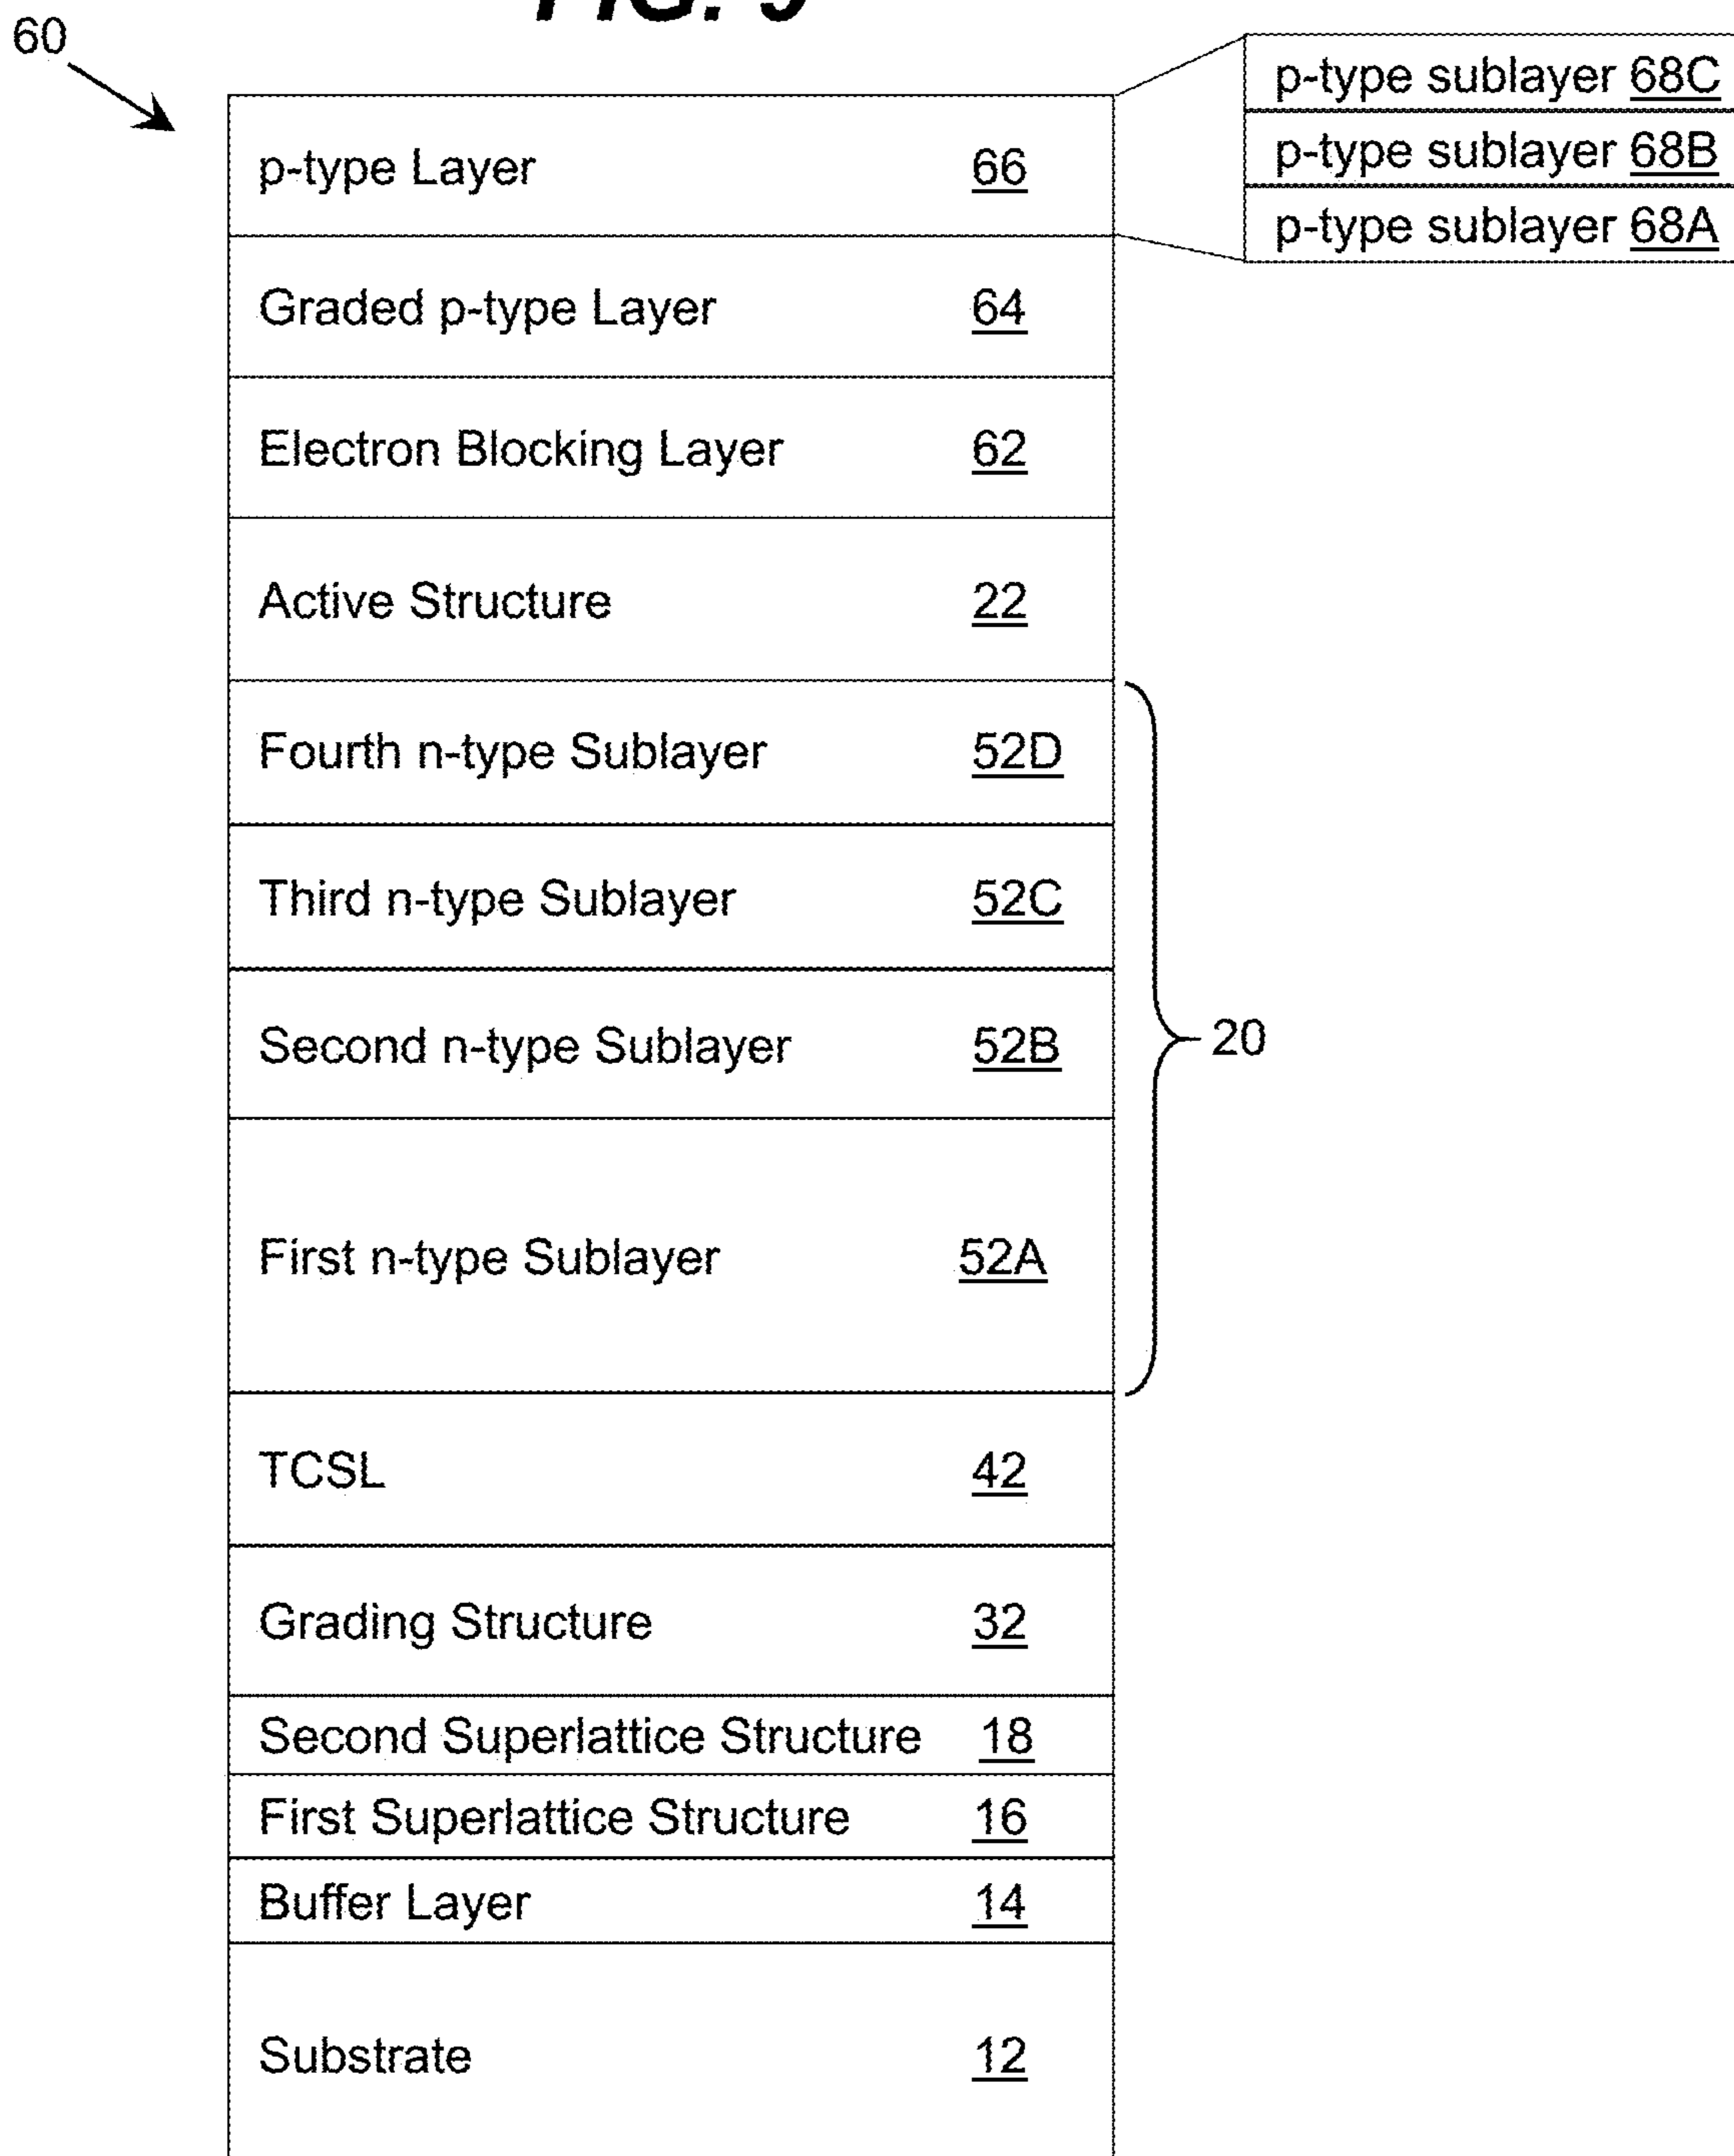 FIG.
60
p-type sublayer 68C
p-type sublayer 68B
p-type sublayer 68A
p-type Layer 66
Graded p-type Layer 64
Electron Blocking Layer 62
Active Structure 22
Fourth n-type Sublayer 52D
Third n-type Sublayer 52C
Second n-type Sublayer 52B
20
First n-type Sublayer 52A
TCSL 42
Grading Structure 32
Second Superlattice Structure 18
First Superlattice Structure 16
Buffer Layer 14
Substrate 12